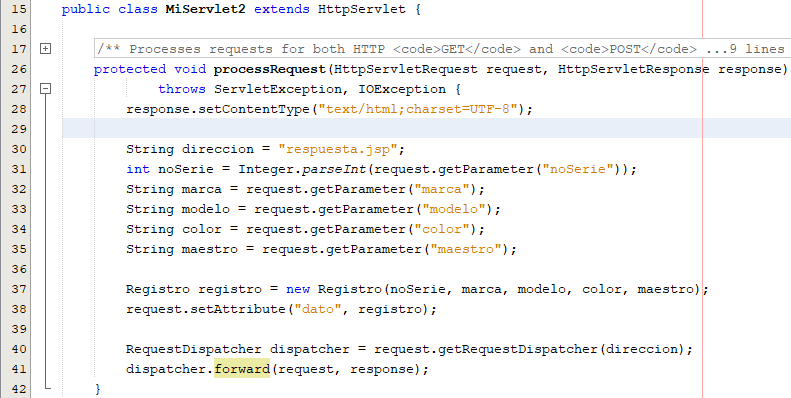 15 public class MiServlet2 extends HttpServlet {
16
17 /** Processes requests for both HTTP <code>GET</code> and <code>POST</code> ...9 lines
26 protected void processRequest(HttpServletRequest request, HttpServletResponse response)
27 throws ServletException, IOException {
28 response.setContentType("text/html;charset=UTF-8");
29
30 String direccion = "respuesta.jsp";
31 int noSerie = Integer.parseInt(request.getParameter("noSerie"));
32 String marca = request.getParameter("marca");
33 String modelo = request.getParameter("modelo");
34 String color = request.getParameter("color");
35 String maestro = request.getParameter("maestro");
36
37 Registro registro = new Registro(noSerie, marca, modelo, color, maestro);
38 request.setAttribute("dato", registro);
39
40 RequestDispatcher dispatcher = request.getRequestDispatcher(direccion);
41 dispatcher.forward(request, response);
42 }